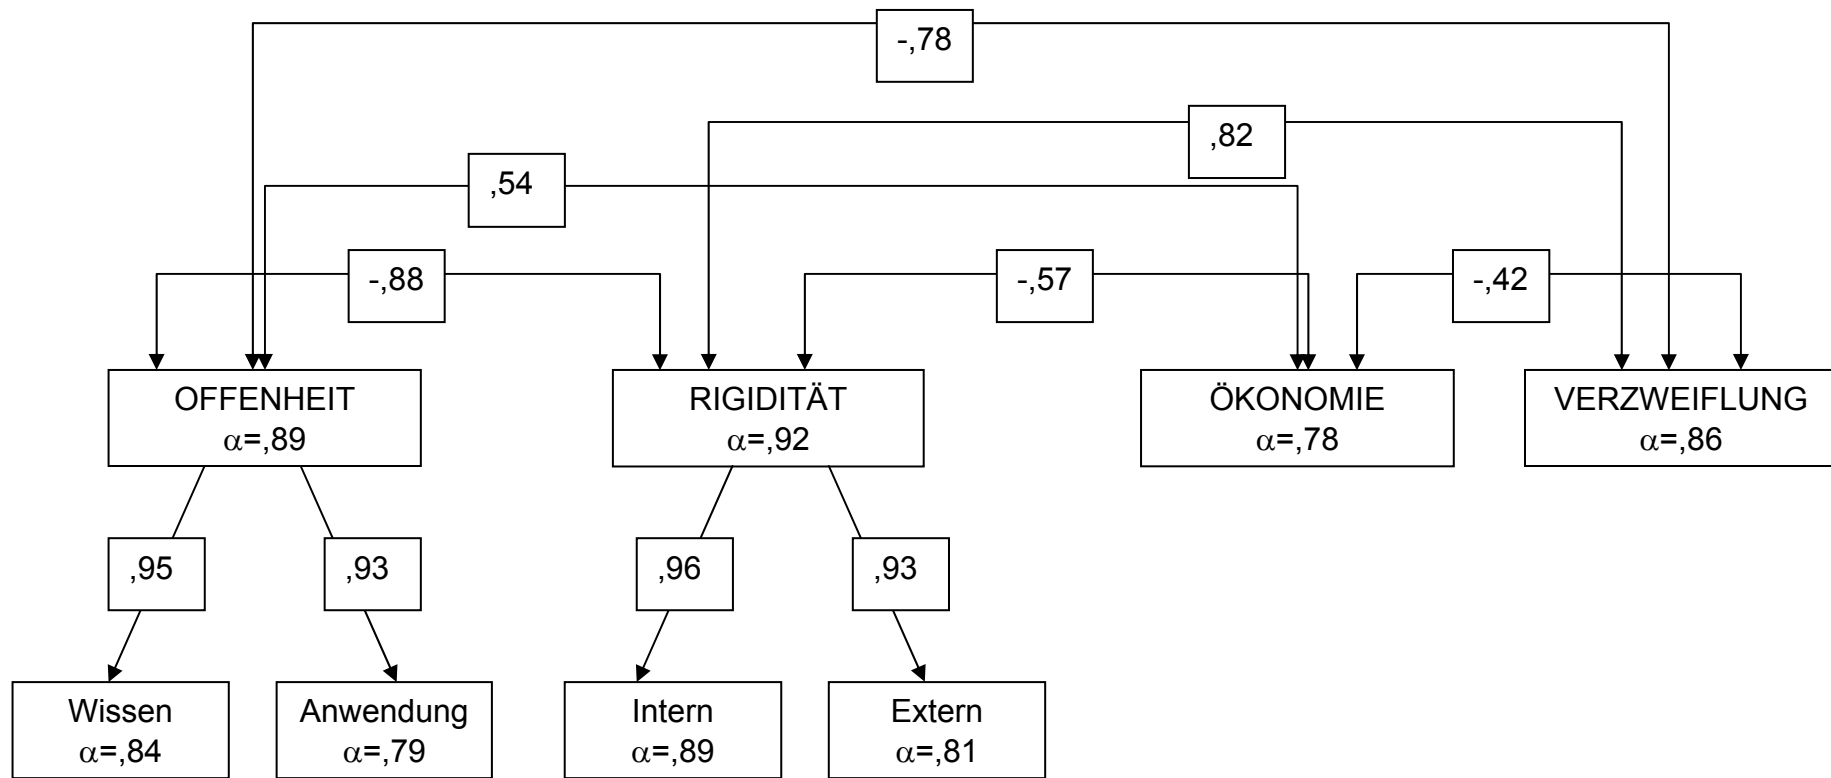 -,78
,82
,54
-,88
-,57
-,42
OFFENHEIT
α=,89
RIGIDITÄT
α=,92
ÖKONOMIE
α=,78
VERZWEIFLUNG
α=,86
,95
,93
,96
,93
Wissen
α=,84
Anwendung
α=,79
Intern
α=,89
Extern
α=,81